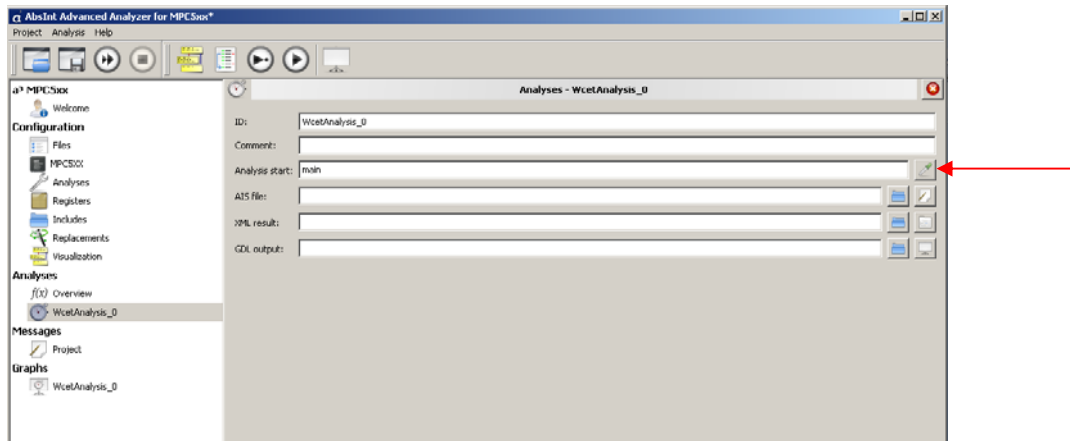 AbsInt Advanced Analyzer for MPC5xx*
Project Analysis Help
a³ MPC5xx
Welcome
Configuration
Files
MPC5XX
Analyses
Registers
Includes
Replacements
Visualization
Analyses
f(x) Overview
WcetAnalysis_0
Messages
Project
Graphs
WcetAnalysis_0
Analyses - WcetAnalysis_0
ID: WcetAnalysis_0
Comment:
Analysis start: main
AIS file:
XML result:
GDL output: